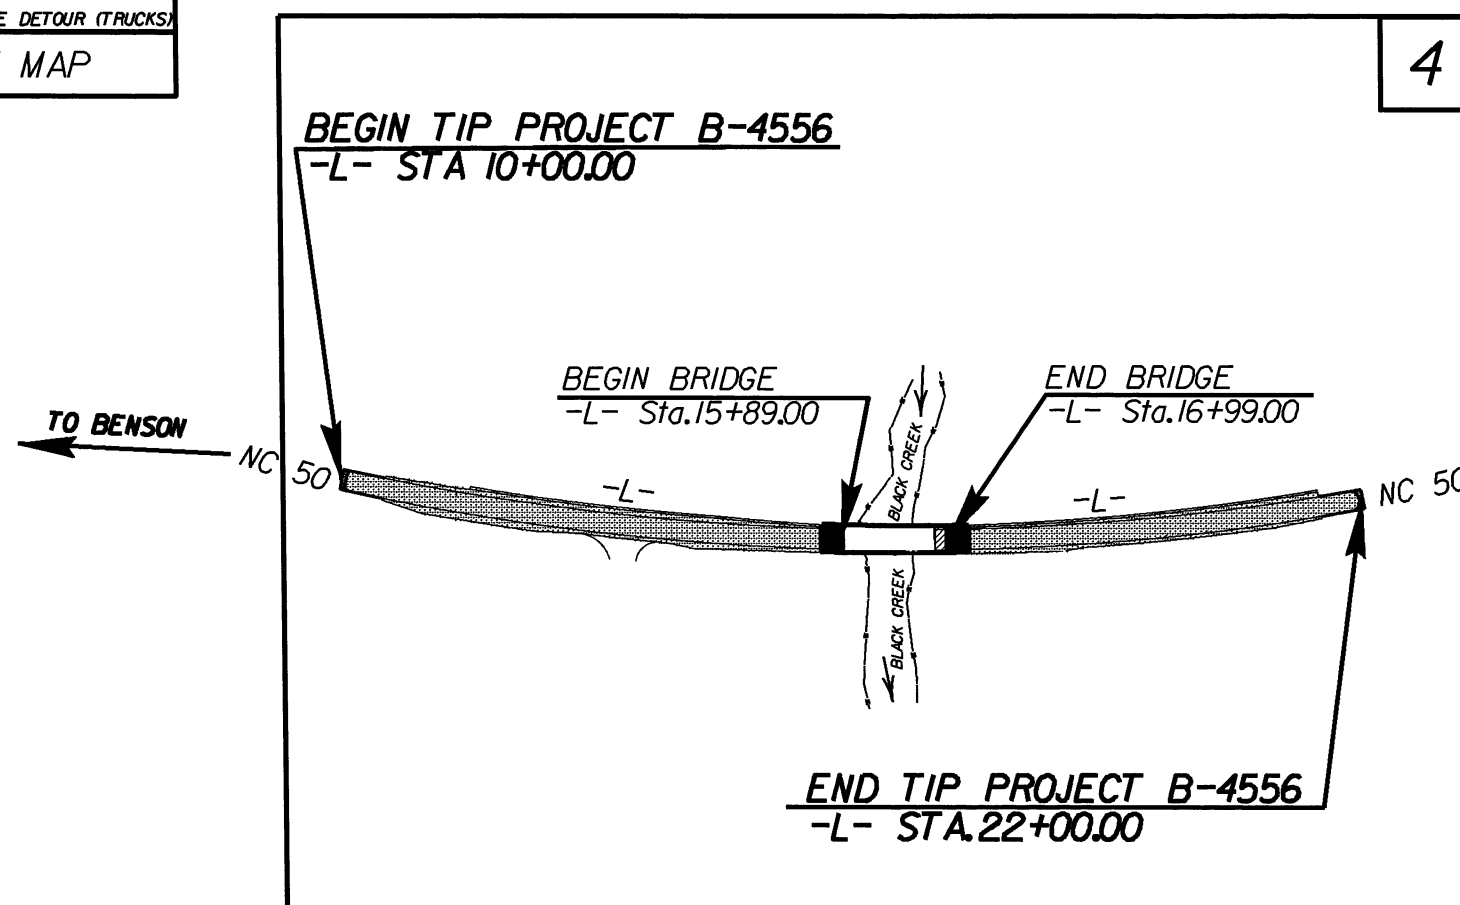 DETOUR (TRUCKS)
MAP
4
BEGIN TIP PROJECT B-4556
-L- STA 10+00.00
BEGIN BRIDGE
-L- Sta.15+89.00
END BRIDGE
-L- Sta.16+99.00
TO BENSON
NC 50
-L-
BLACK CREEK
-L-
NC 50
BLACK CREEK
END TIP PROJECT B-4556
-L- STA.22+00.00